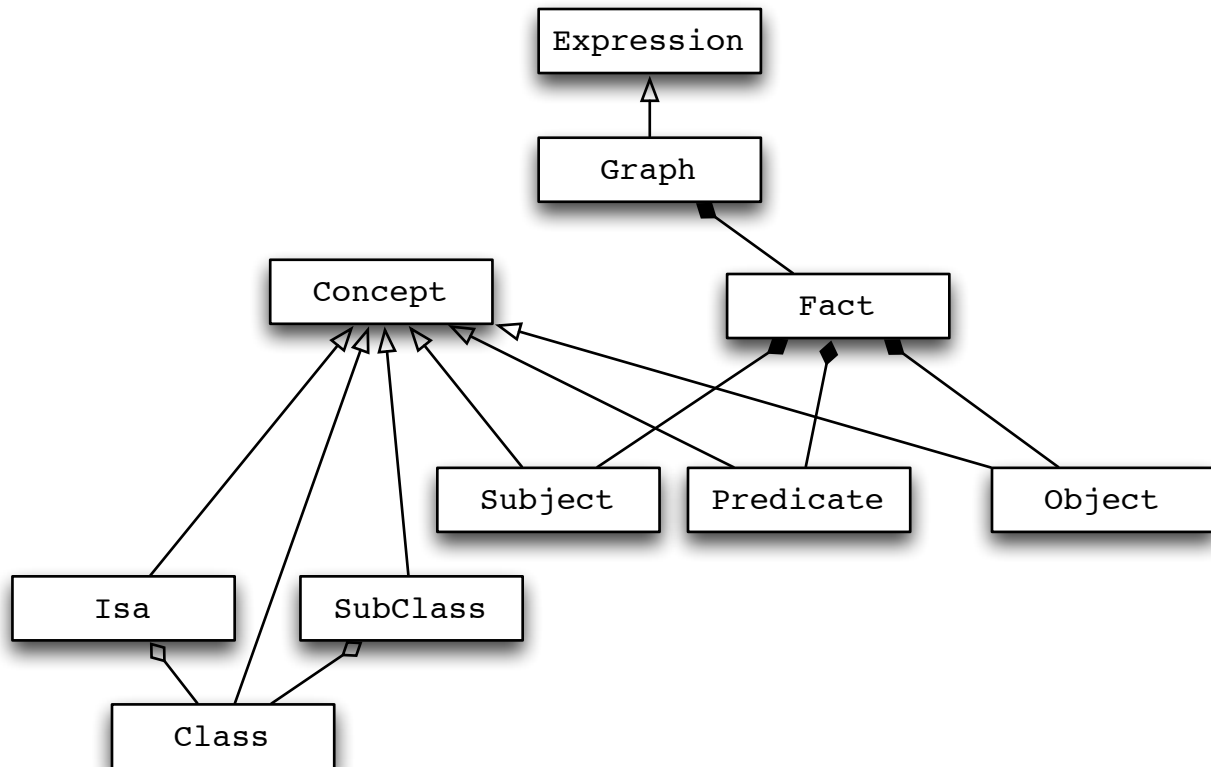 Expression
Graph
Concept
Fact
Subject
Predicate
Object
Isa
SubClass
Class